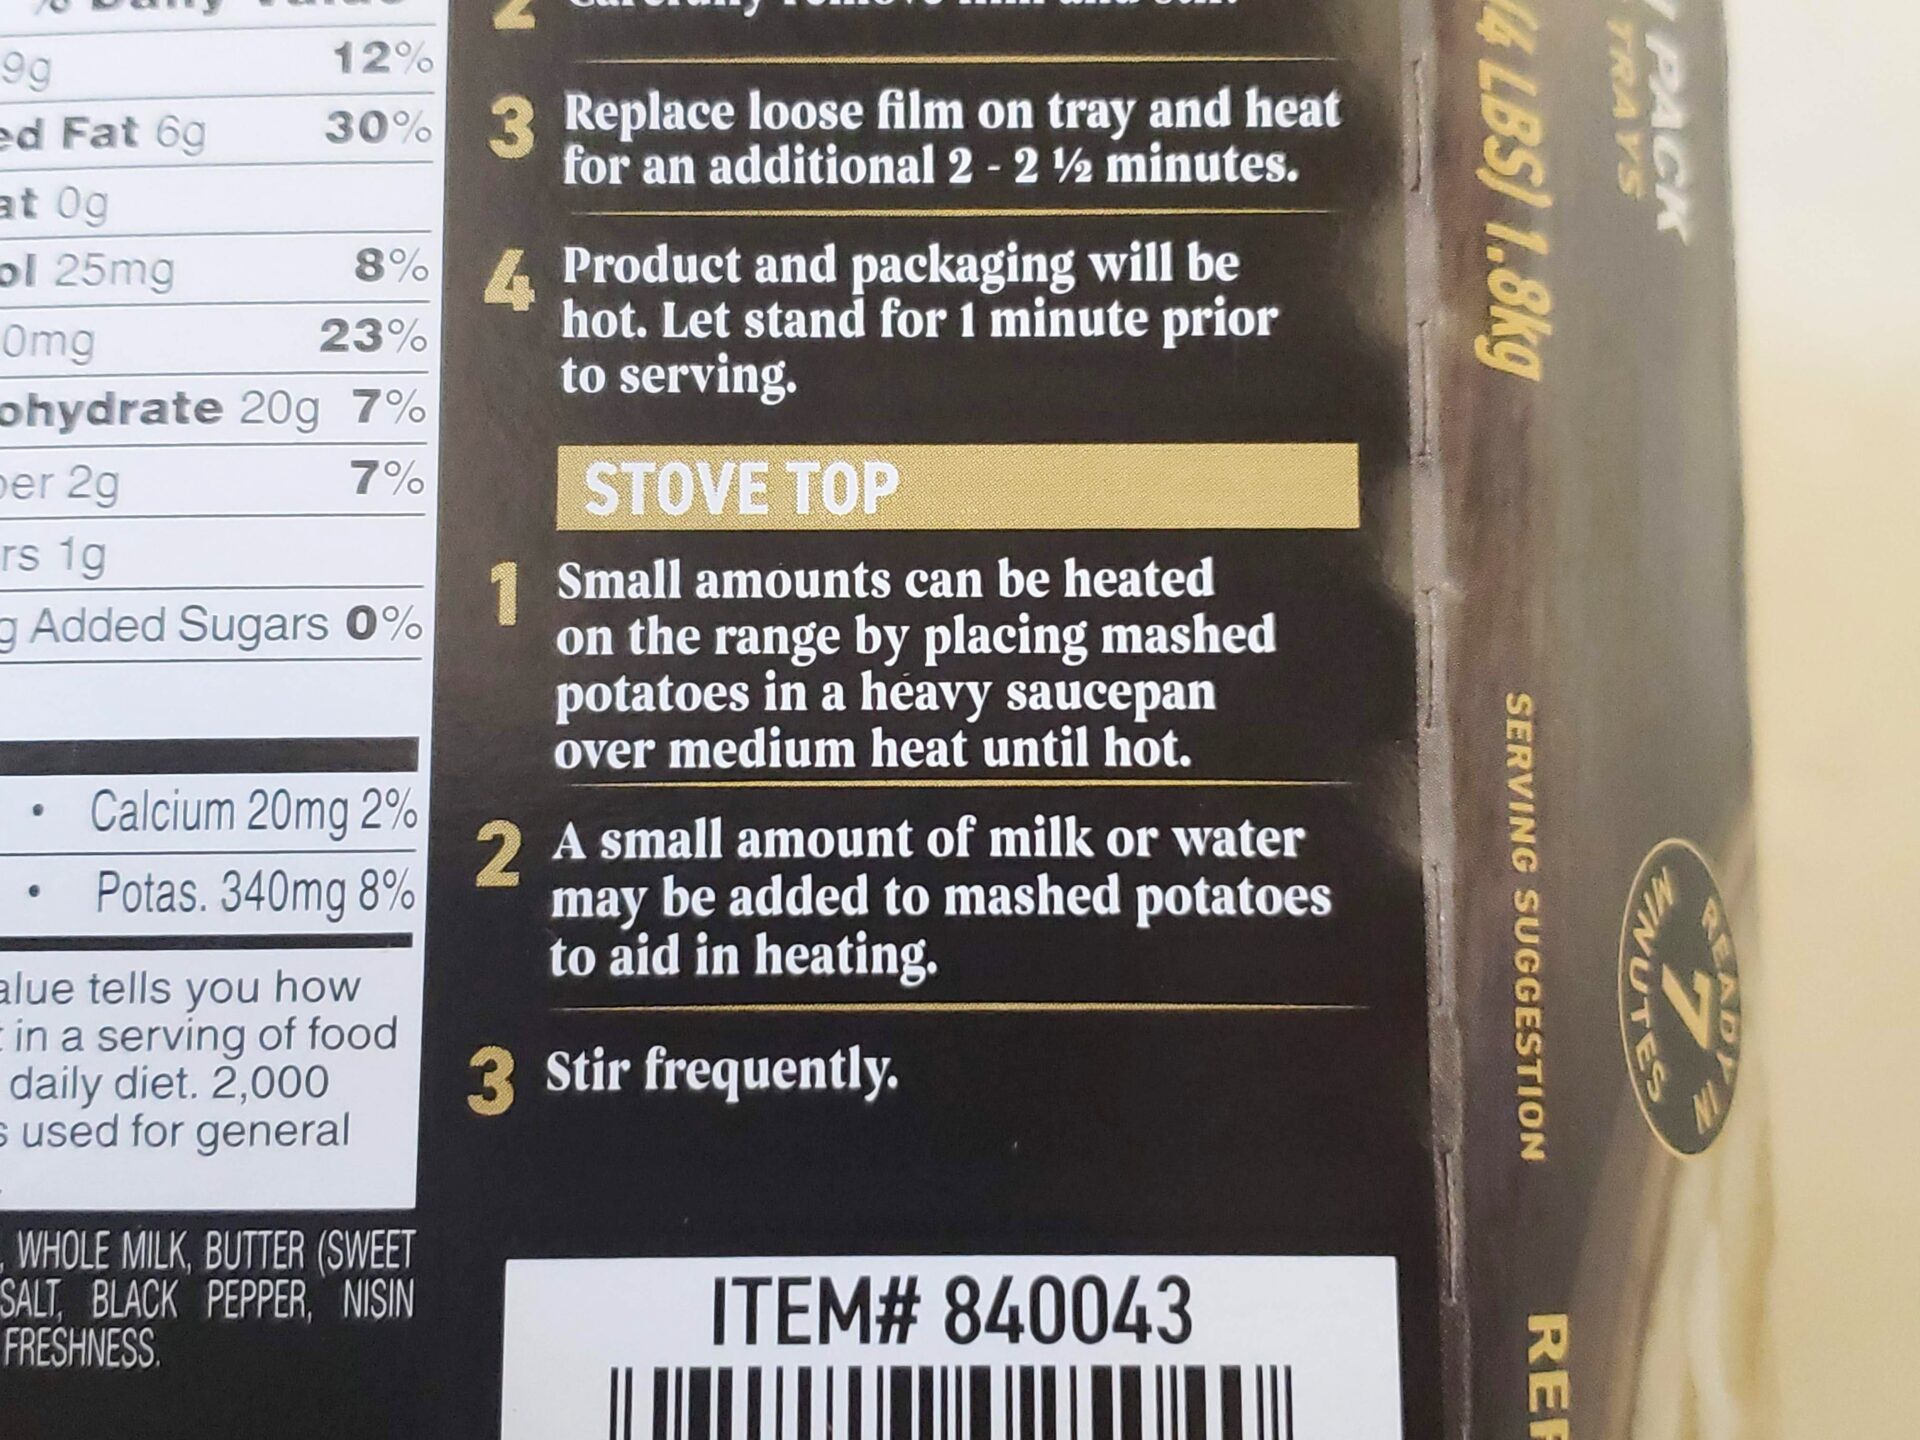 9g 12%
ed Fat 6g 30%
at 0g
ol 25mg 8%
0mg 23%
ohydrate 20g 7%
per 2g 7%
rs 1g
g Added Sugars 0%
• Calcium 20mg 2%
• Potas. 340mg 8%
alue tells you how
in a serving of food
daily diet. 2,000
s used for general
, WHOLE MILK, BUTTER (SWEET
SALT, BLACK PEPPER, NISIN
FRESHNESS.
2
3 Replace loose film on tray and heat
for an additional 2 - 2 ½ minutes.
4 Product and packaging will be
hot. Let stand for 1 minute prior
to serving.
STOVE TOP
1 Small amounts can be heated
on the range by placing mashed
potatoes in a heavy saucepan
over medium heat until hot.
2 A small amount of milk or water
may be added to mashed potatoes
to aid in heating.
3 Stir frequently.
ITEM# 840043
PACK
TRAYS
(4 LBS) 1.8kg
SERVING SUGGESTION
READY IN
7
MINUTES
REF